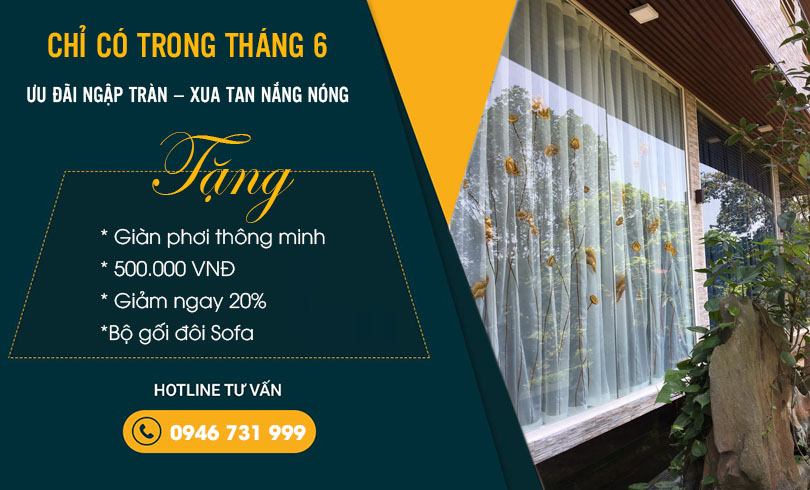 CHỈ CÓ TRONG THÁNG 6
ƯU ĐÃI NGẬP TRÀN – XUA TAN NẮNG NÓNG
Tặng
* Giàn phơi thông minh
* 500.000 VNĐ
* Giảm ngay 20%
*Bộ gối đôi Sofa
HOTLINE TƯ VẤN
0946 731 999